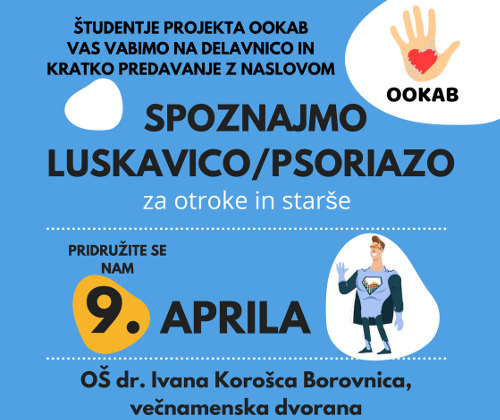 ŠTUDENTJE PROJEKTA OOKAB
VAS VABIMO NA DELAVNICO IN
KRATKO PREDAVANJE Z NASLOVOM
OOKAB
SPOZNAJMO
LUSKAVICO/PSORIAZO
za otroke in starše
PRIDRUŽITE SE
NAM
9. APRILA
OŠ dr. Ivana Korošca Borovnica,
večnamenska dvorana